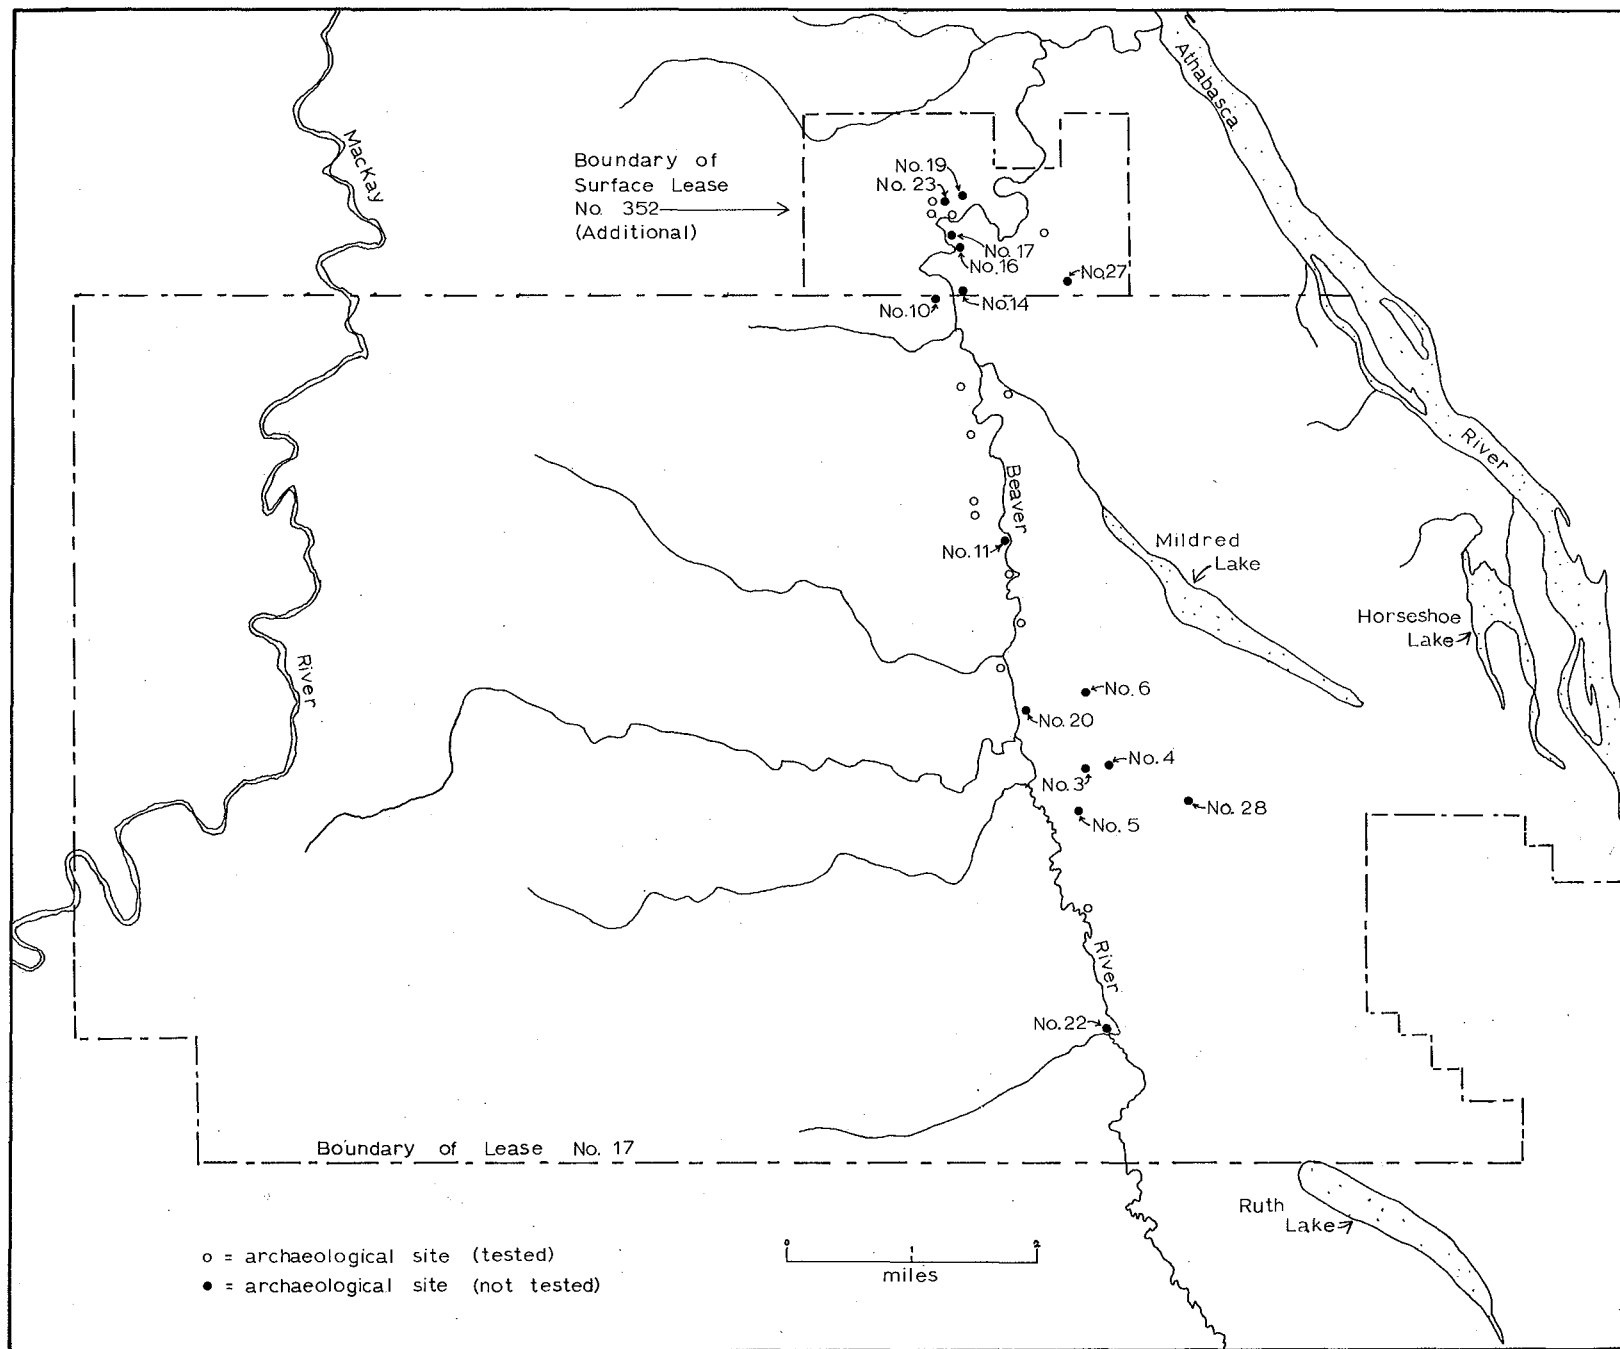 Athabasca
River
MacKay
River
Boundary of
Surface Lease
No. 352
(Additional)
No. 19
No. 23
No. 17
No. 16
No. 27
No. 14
No. 10
Beaver
River
No. 11
Mildred
Lake
Horseshoe
Lake
No. 6
No. 20
No. 4
No. 3
No. 28
No. 5
No. 22
Boundary of Lease No. 17
Ruth
Lake
o = archaeological site (tested)
● = archaeological site (not tested)
0 2
miles